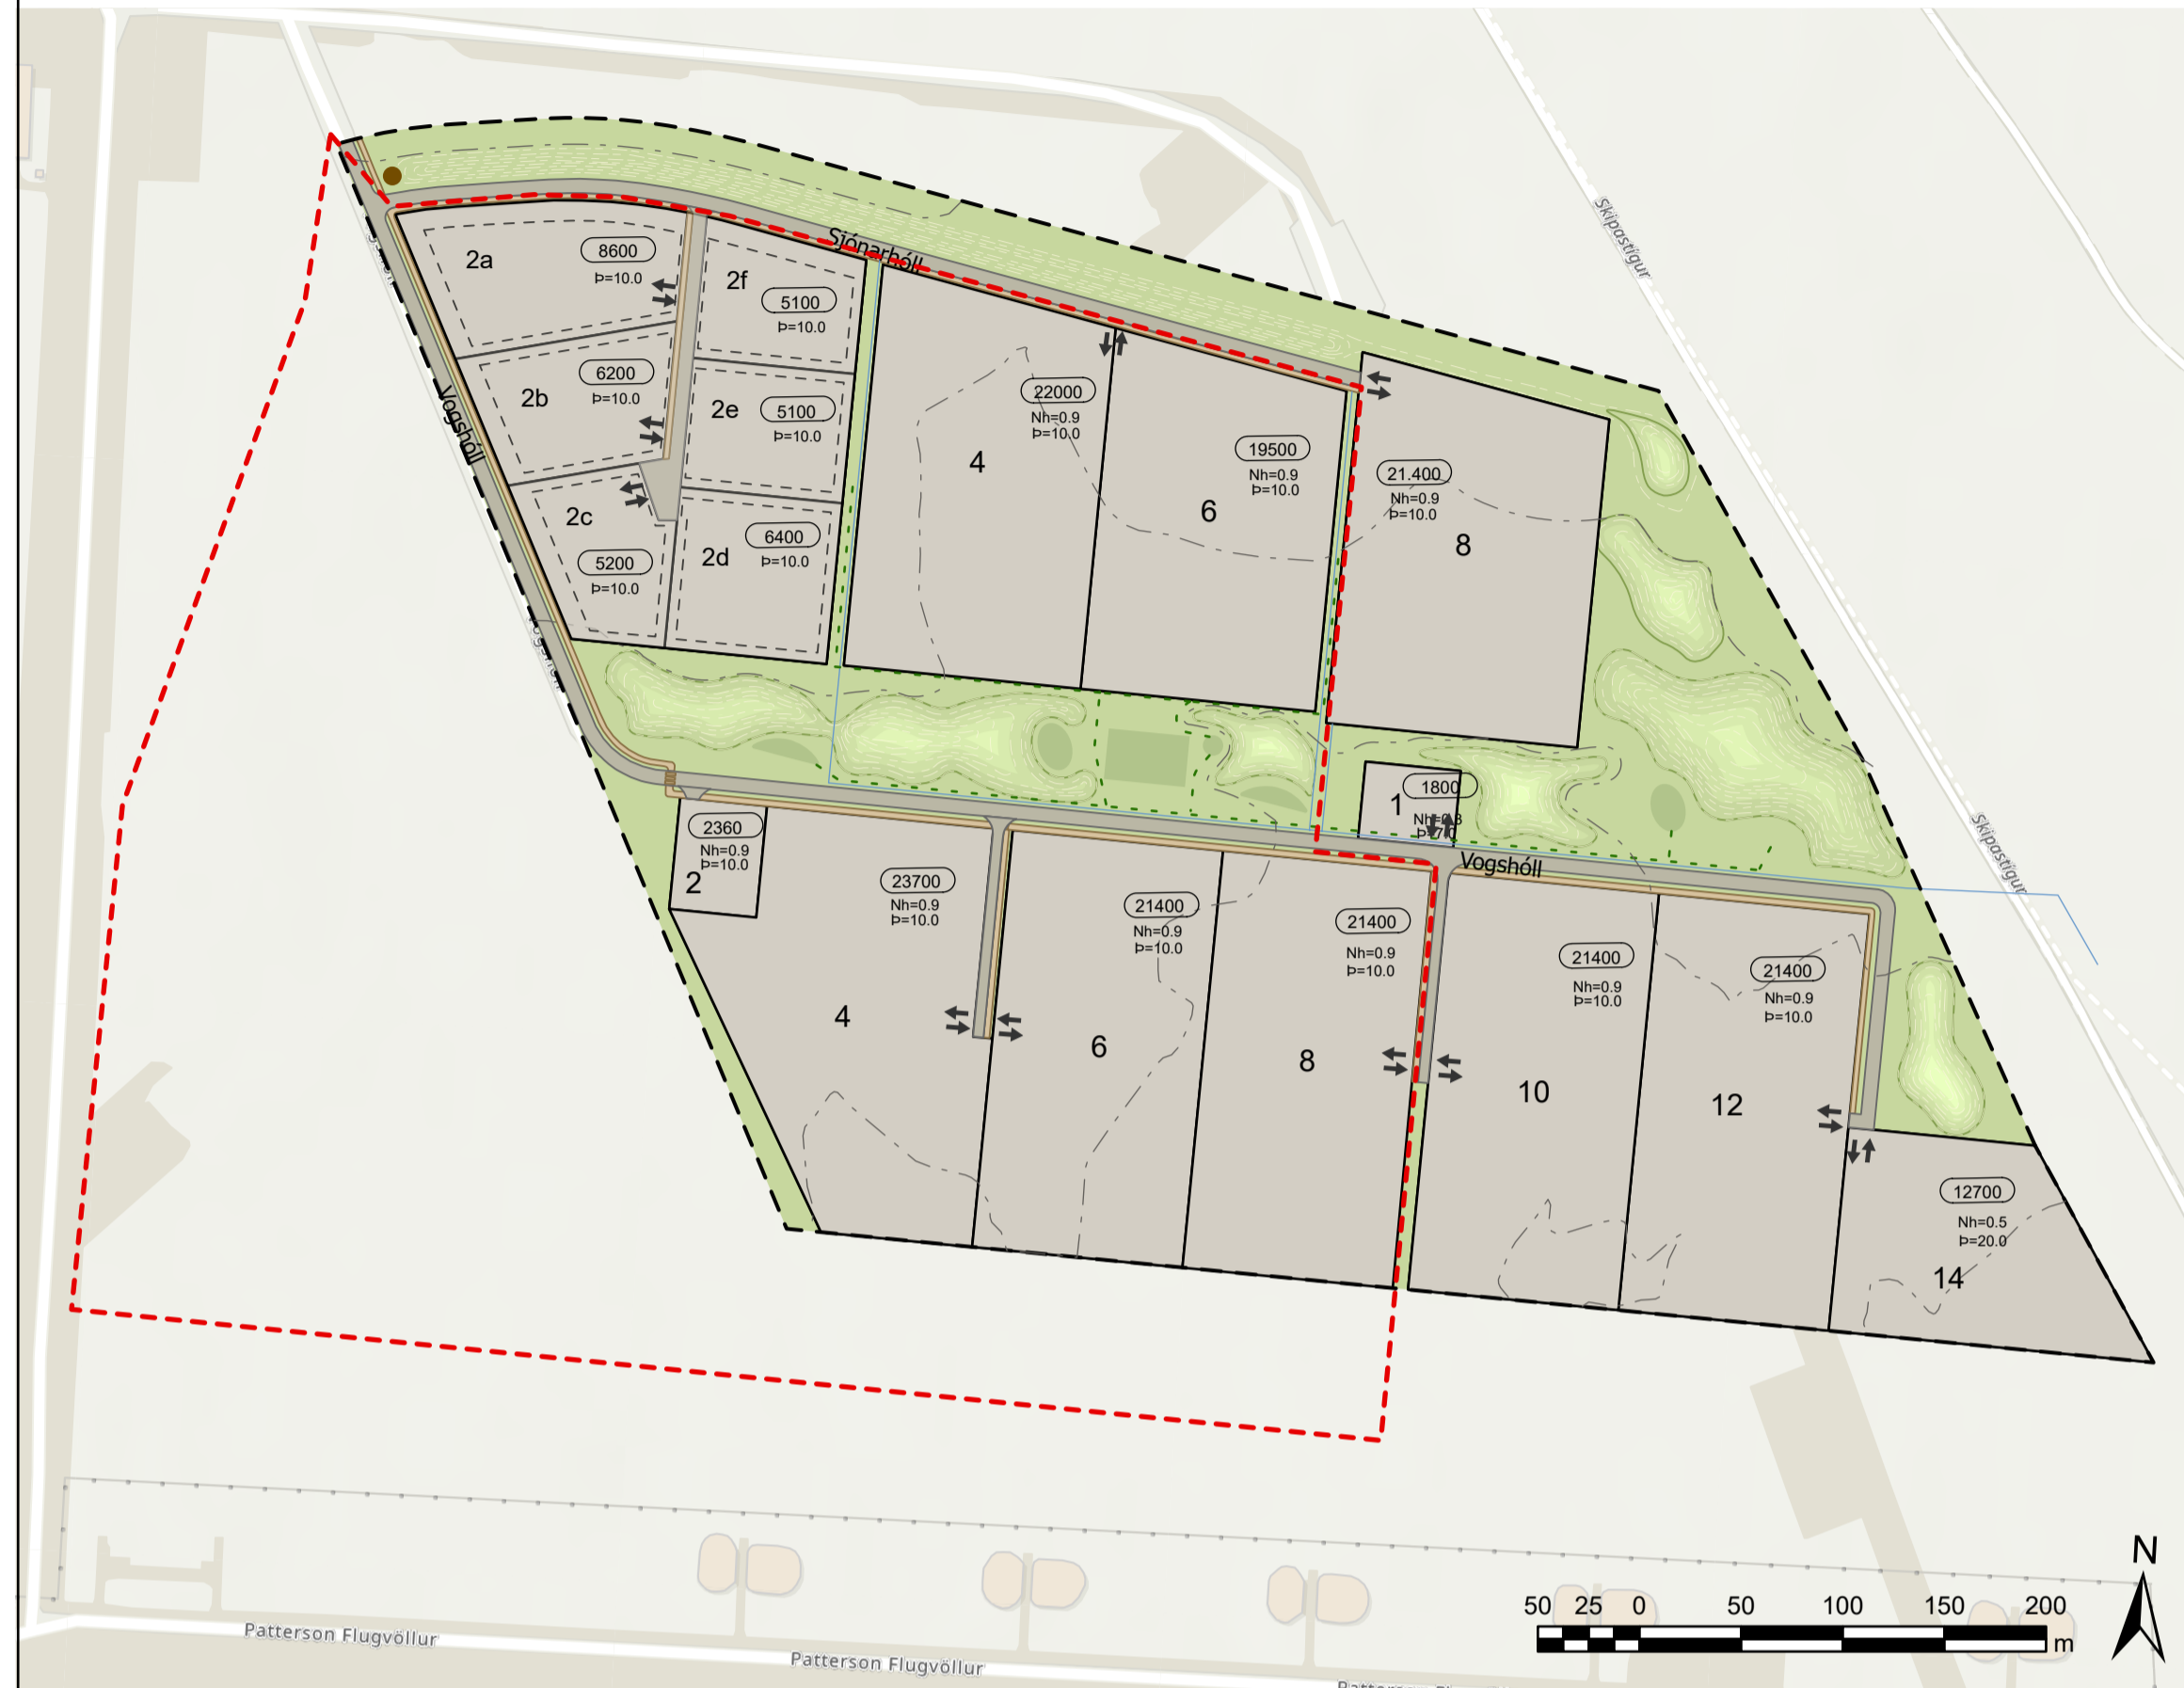 Skipastígur
Sjónarhóll
2a
8600
Þ=10.0
2f
5100
Þ=10.0
2b
6200
Þ=10.0
2e
5100
Þ=10.0
2c
5200
Þ=10.0
2d
6400
Þ=10.0
Vogshóll
22000
Nh=0.9
Þ=10.0
4
19500
Nh=0.9
Þ=10.0
6
21.400
Nh=0.9
Þ=10.0
8
1
1800
Vogshóll
Skipastígur
2360
Nh=0.9
Þ=10.0
2
23700
Nh=0.9
Þ=10.0
4
21400
Nh=0.9
Þ=10.0
6
21400
Nh=0.9
Þ=10.0
8
21400
Nh=0.9
Þ=10.0
10
21400
Nh=0.9
Þ=10.0
12
12700
Nh=0.5
Þ=20.0
14
N
50 25 0 50 100 150 200
m
Patterson Flugvöllur
Patterson Flugvöllur